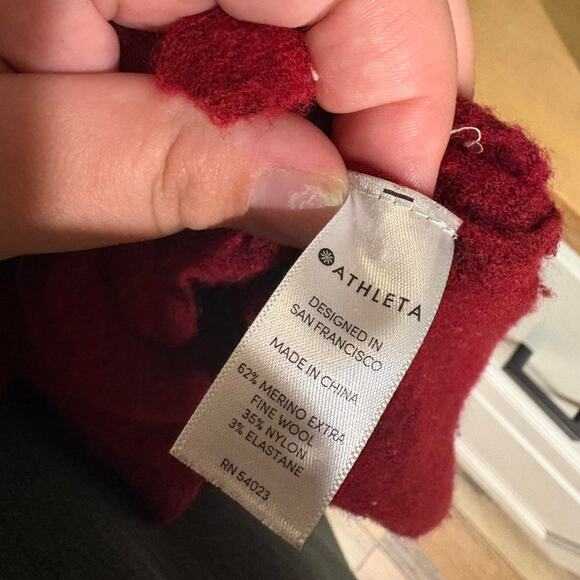 ATHLETA
DESIGNED IN
SAN FRANCISCO
MADE IN CHINA
62% MERINO EXTRA
FINE WOOL
35% NYLON
3% ELASTANE
RN 54023